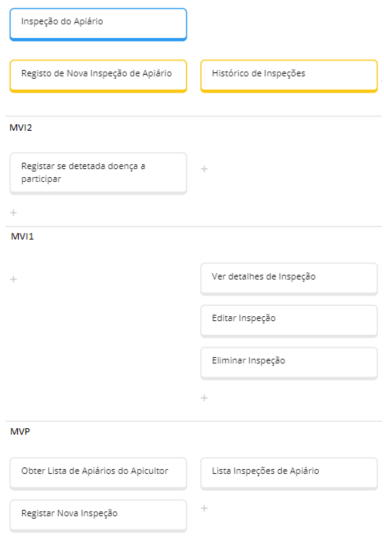 Inspeção do Apiário
Registo de Nova Inspeção de Apiário
Histórico de Inspeções
MVI2
Registar se detetada doença a
participar
+
+
MVI1
+
Ver detalhes de Inspeção
Editar Inspeção
Eliminar Inspeção
+
MVP
Obter Lista de Apiários do Apicultor
Lista Inspeções de Apiário
Registar Nova Inspeção
+